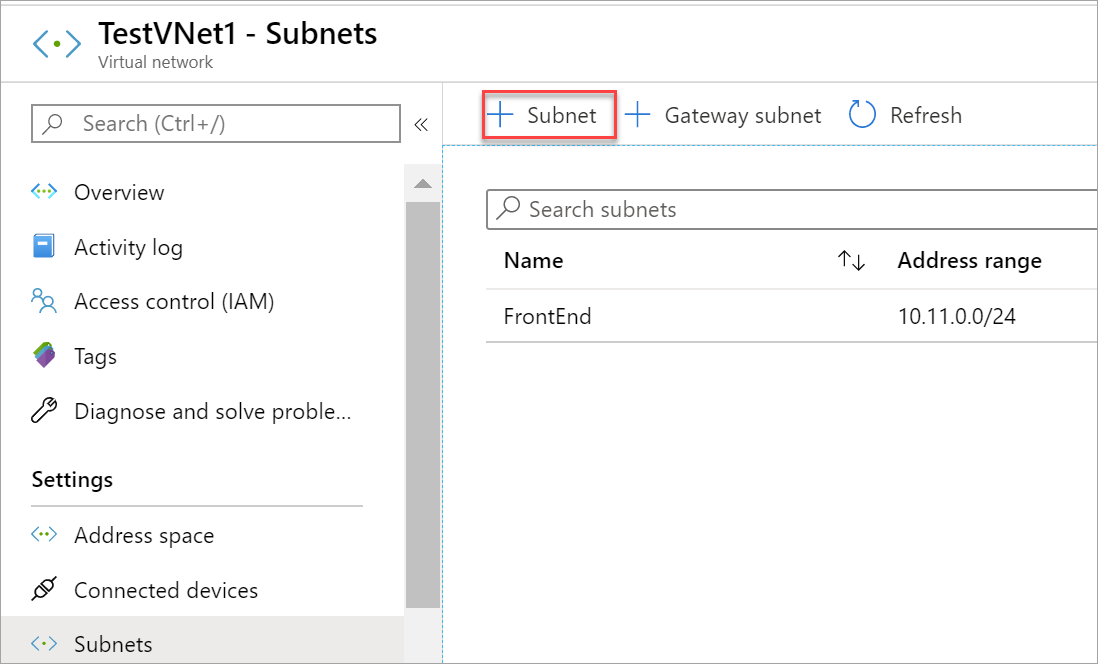 TestVNet1 - Subnets
Virtual network
Search (Ctrl+/)
Overview
Activity log
Access control (IAM)
Tags
Diagnose and solve proble...
Settings
Address space
Connected devices
Subnets
Subnet Gateway subnet Refresh
Search subnets
Name Address range
FrontEnd 10.11.0.0/24